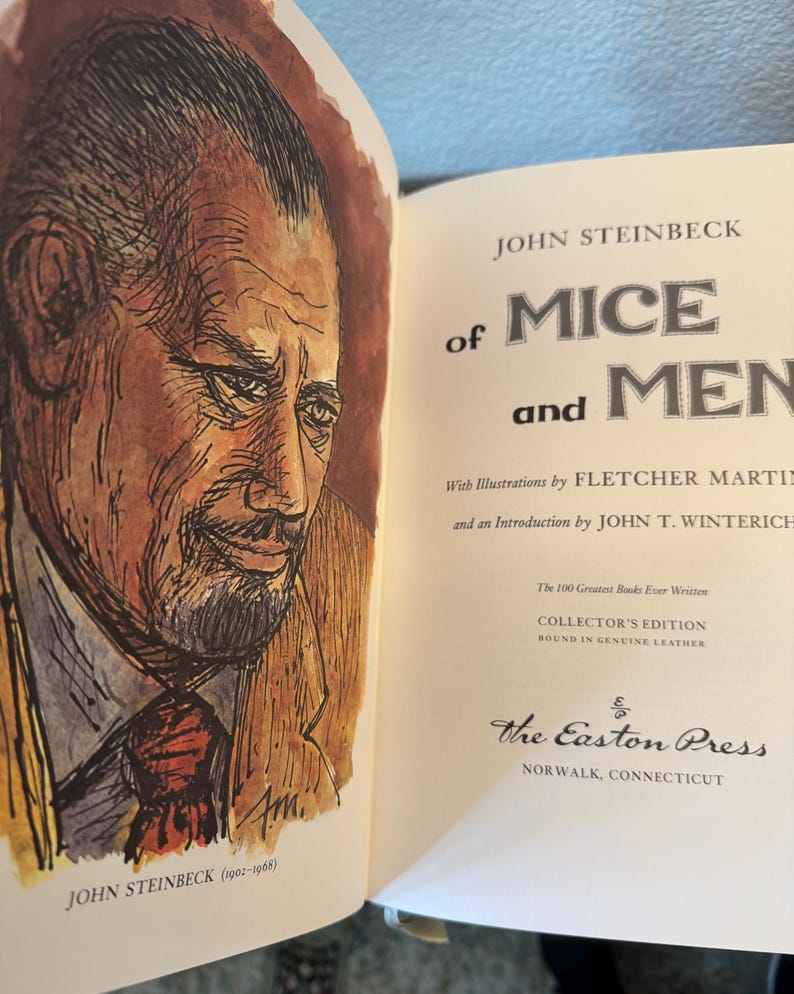 fm.
JOHN STEINBECK (1902–1968)
JOHN STEINBECK
of MICE
and MEN
With Illustrations by FLETCHER MARTIN
and an Introduction by JOHN T. WINTERICH
The 100 Greatest Books Ever Written
COLLECTOR'S EDITION
BOUND IN GENUINE LEATHER
E/P
the Easton Press
NORWALK, CONNECTICUT